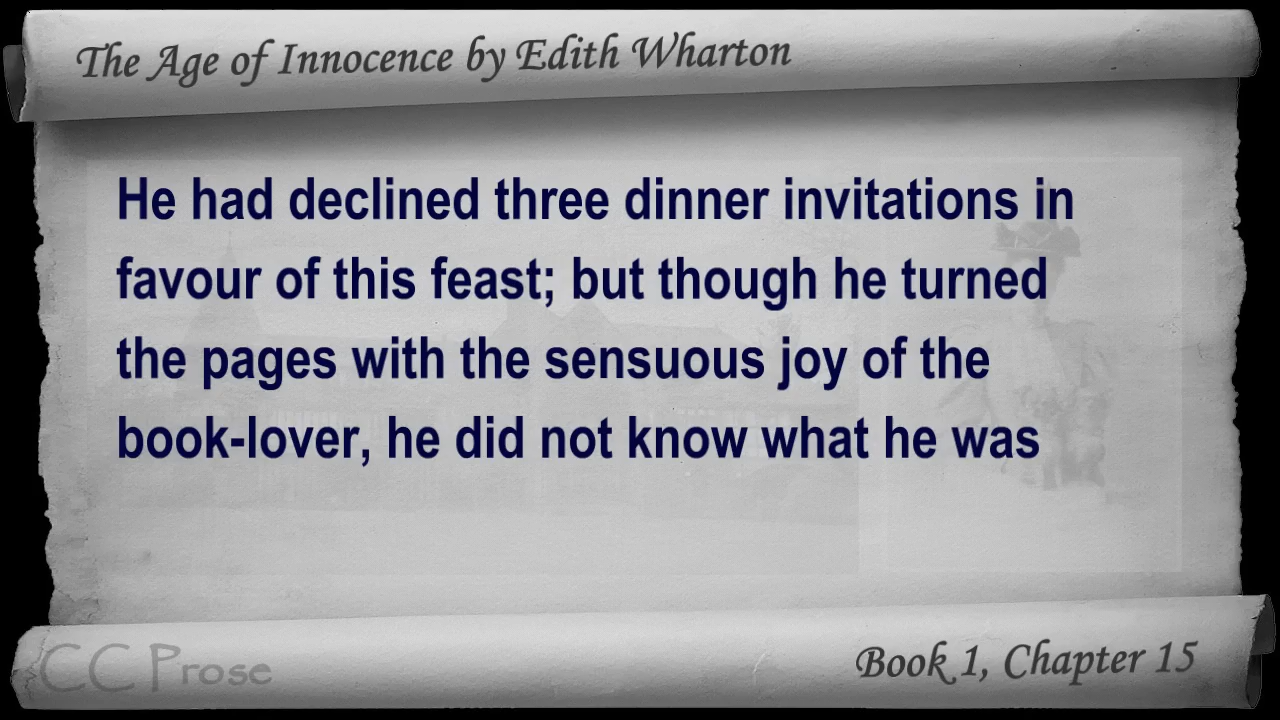 The Age of Innocence by Edith Wharton
He had declined three dinner invitations in
favour of this feast; but though he turned
the pages with the sensuous joy of the
book-lover, he did not know what he was
CC Prose
Book 1, Chapter 15